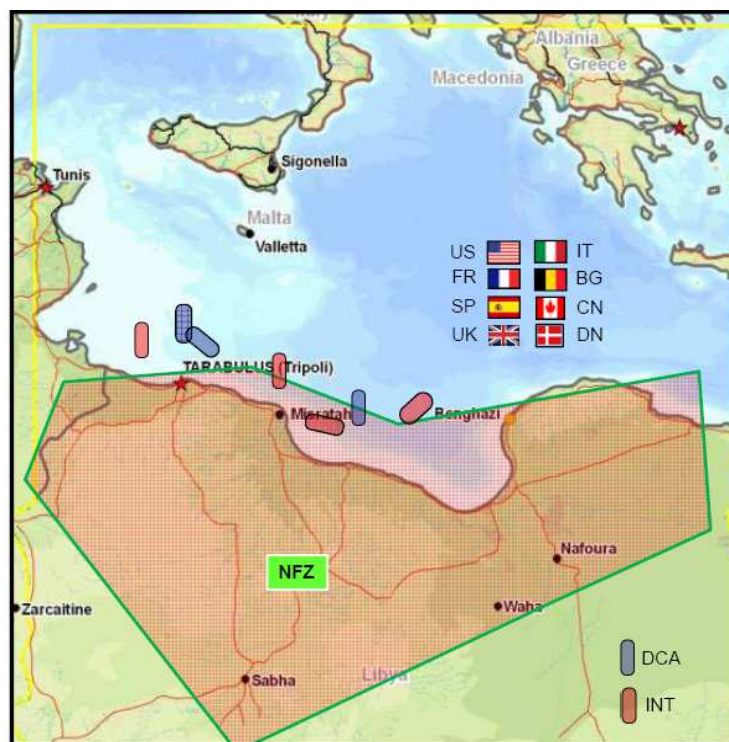 Italy
Albania
Greece
Macedonia
Sigonella
Tunis
Malta
Valletta
US IT
FR BG
SP CN
UK DN
TARABULUS (Tripoli)
Misratah
Benghazi
NFZ
Nafoura
Zarcaitine
Waha
Sabha
Libya
DCA
INT